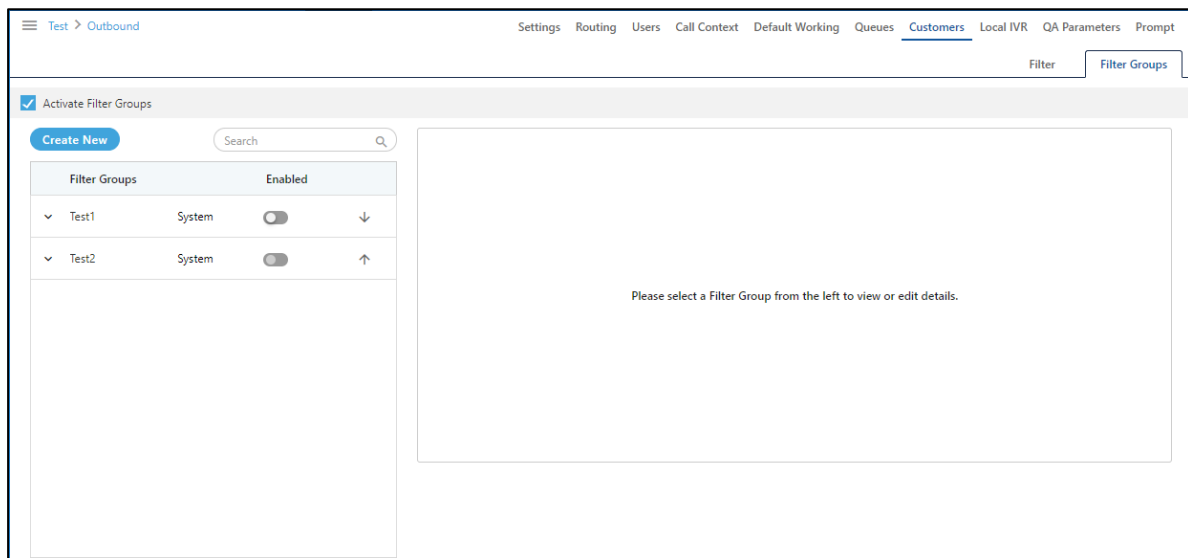 Test > Outbound
Settings Routing Users Call Context Default Working Queues Customers Local IVR QA Parameters Prompt
Filter Filter Groups
Activate Filter Groups
Create New Search
Filter Groups Enabled
Test1 System
Test2 System
Please select a Filter Group from the left to view or edit details.